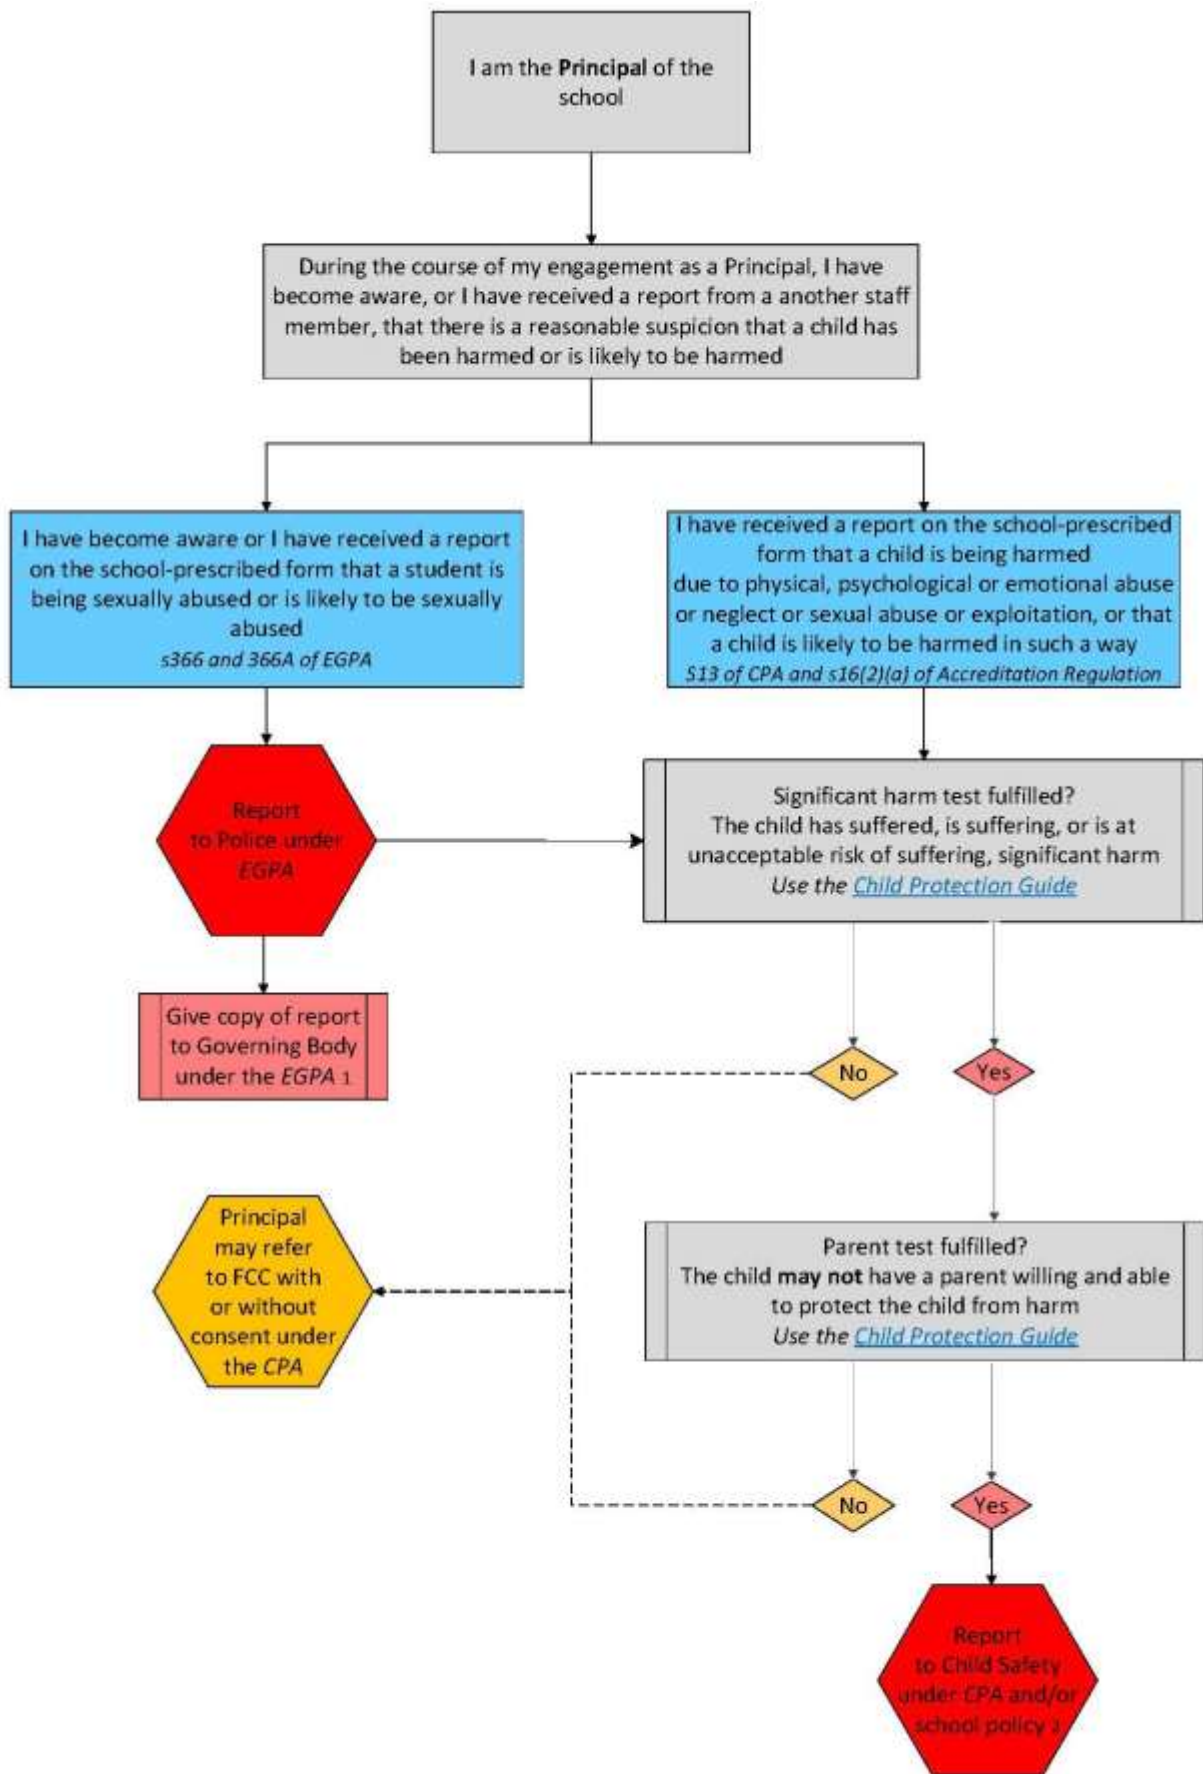 I am the Principal of the
school
During the course of my engagement as a Principal, I have
become aware, or I have received a report from a another staff
member, that there is a reasonable suspicion that a child has
been harmed or is likely to be harmed
I have become aware or I have received a report
on the school-prescribed form that a student is
being sexually abused or is likely to be sexually
abused
s366 and 366A of EGPA
I have received a report on the school-prescribed
form that a child is being harmed
due to physical, psychological or emotional abuse
or neglect or sexual abuse or exploitation, or that
a child is likely to be harmed in such a way
S13 of CPA and s16(2)(a) of Accreditation Regulation
Report
to Police under
EGPA
Significant harm test fulfilled?
The child has suffered, is suffering, or is at
unacceptable risk of suffering, significant harm
Use the Child Protection Guide
Give copy of report
to Governing Body
under the EGPA 1
No
Yes
Principal
may refer
to FCC with
or without
consent under
the CPA
Parent test fulfilled?
The child may not have a parent willing and able
to protect the child from harm
Use the Child Protection Guide
No
Yes
Report
to Child Safety
under CPA and/or
school policy 2